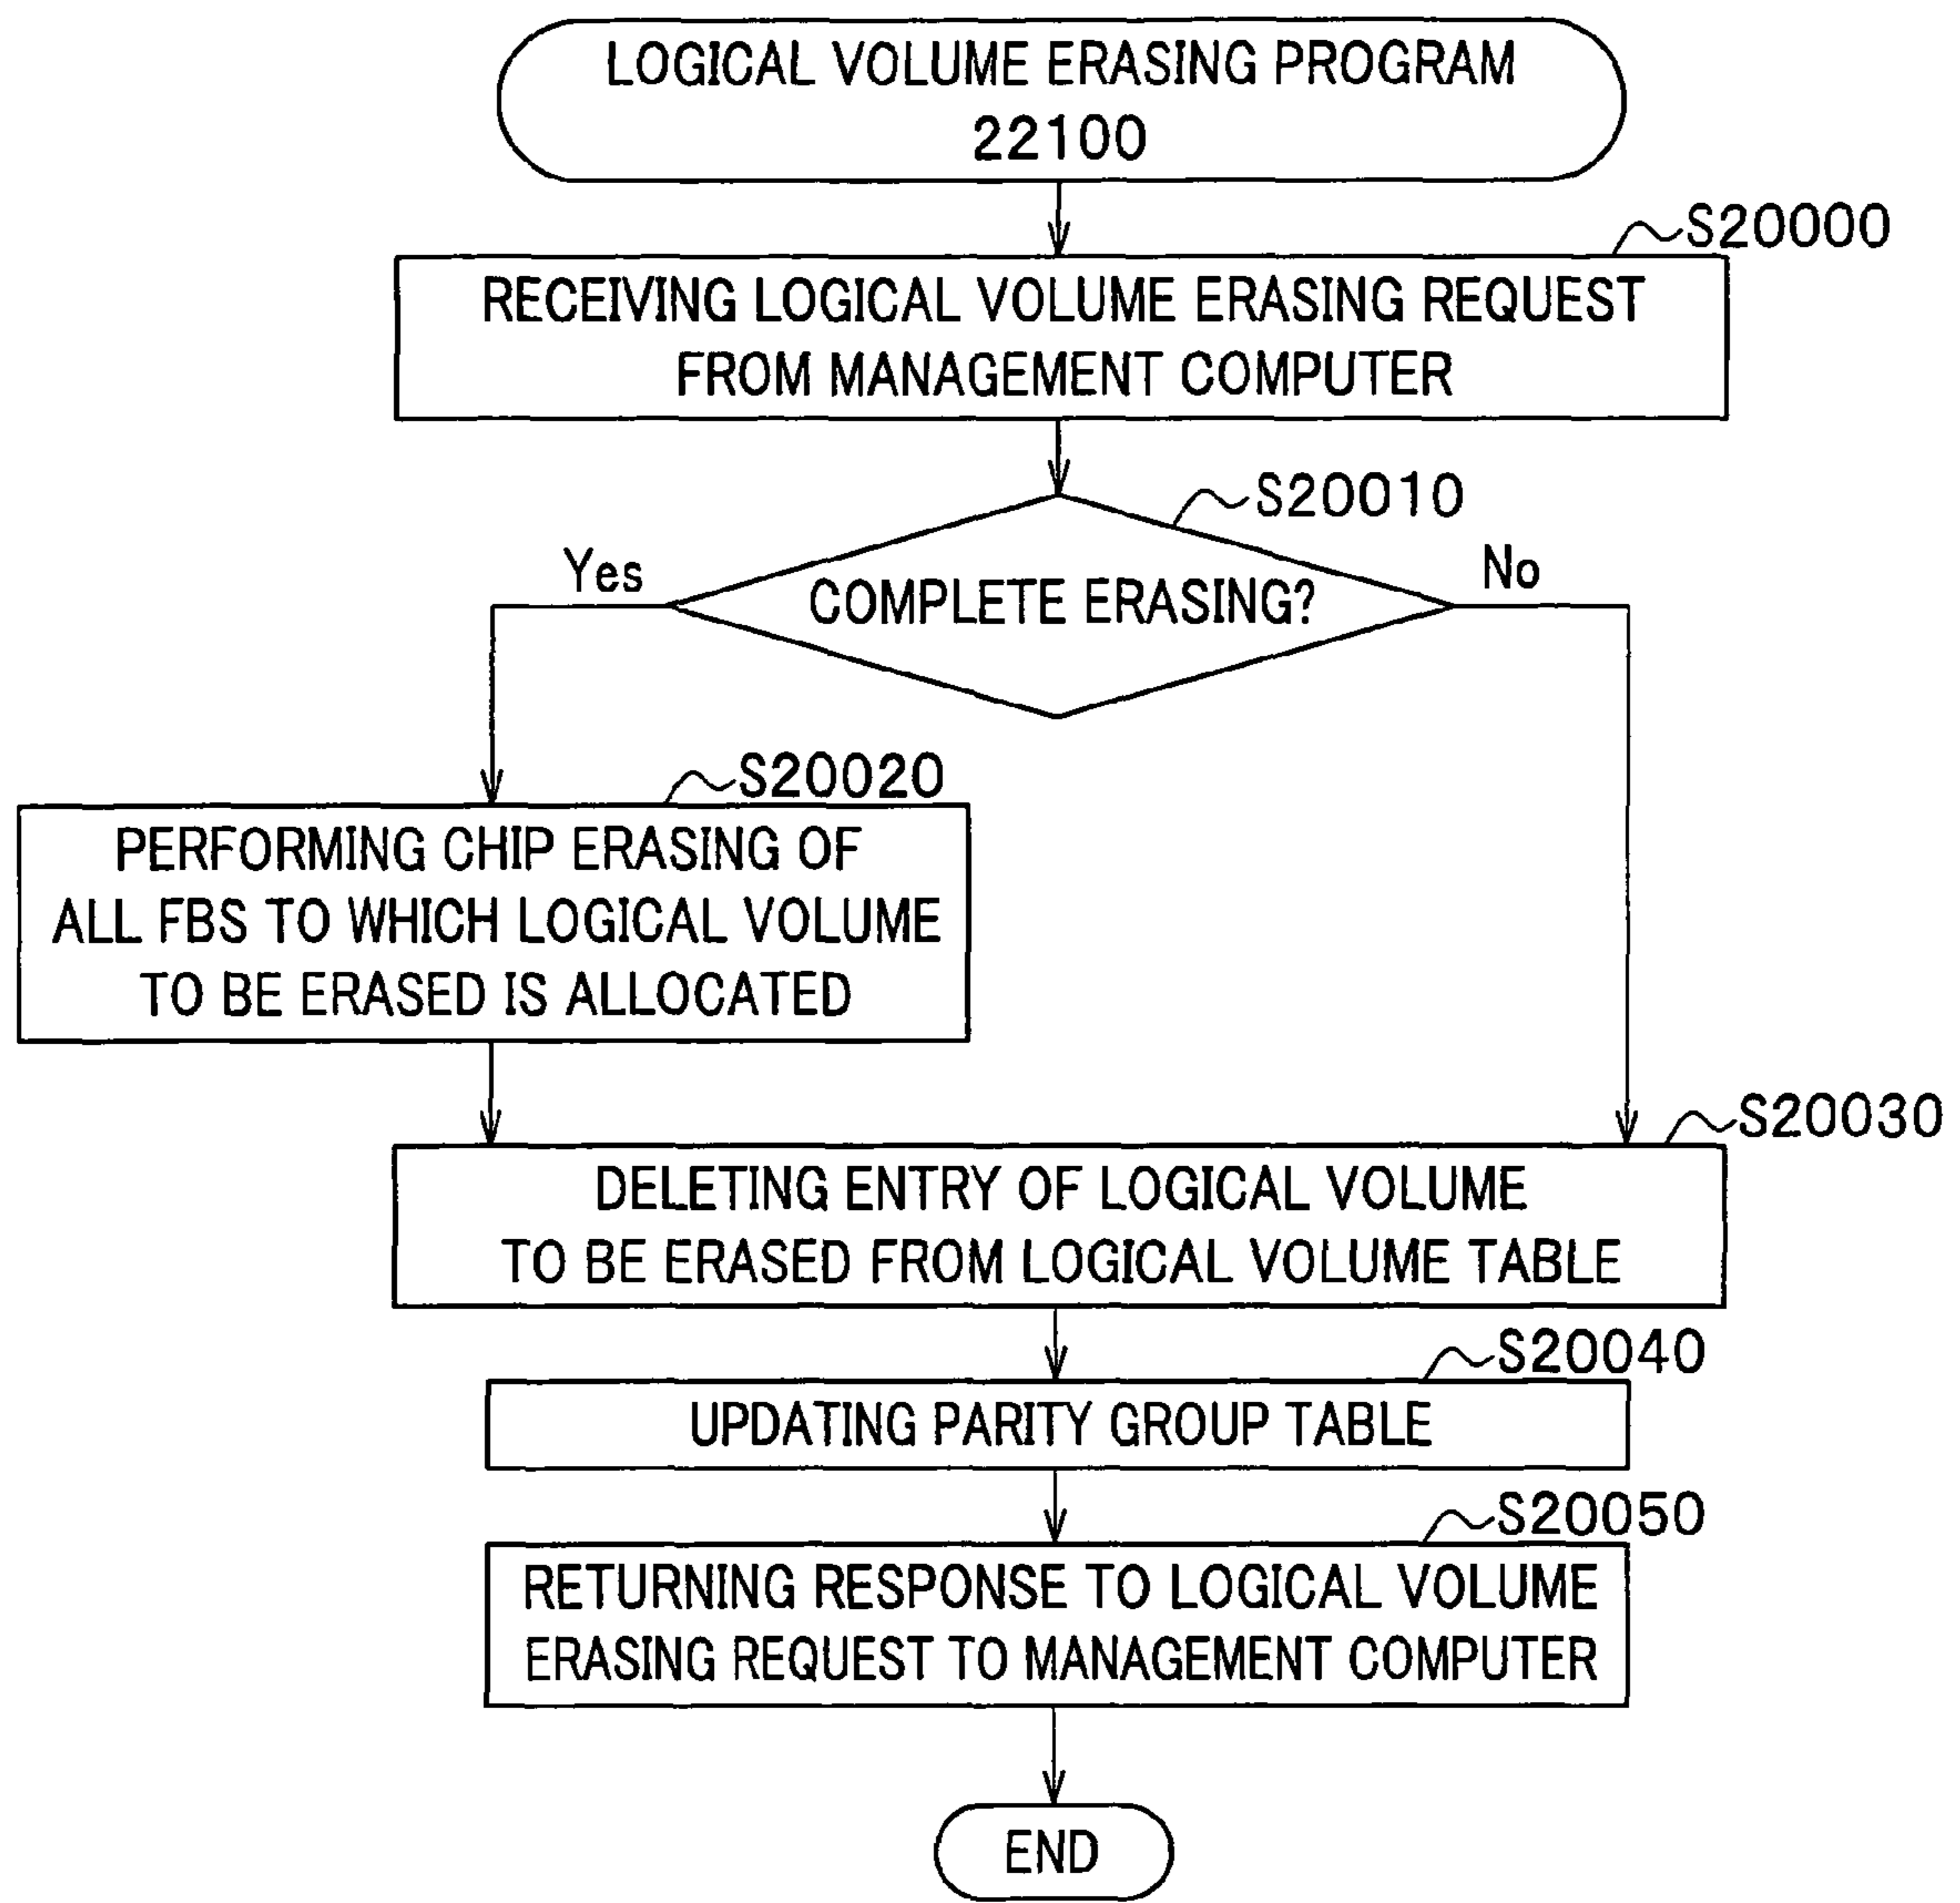 LOGICAL VOLUME ERASING PROGRAM
22100
S20000
RECEIVING LOGICAL VOLUME ERASING REQUEST
FROM MANAGEMENT COMPUTER
S20010
Yes
COMPLETE ERASING?
No
S20020
PERFORMING CHIP ERASING OF
ALL FBS TO WHICH LOGICAL VOLUME
TO BE ERASED IS ALLOCATED
S20030
DELETING ENTRY OF LOGICAL VOLUME
TO BE ERASED FROM LOGICAL VOLUME TABLE
S20040
UPDATING PARITY GROUP TABLE
S20050
RETURNING RESPONSE TO LOGICAL VOLUME
ERASING REQUEST TO MANAGEMENT COMPUTER
END